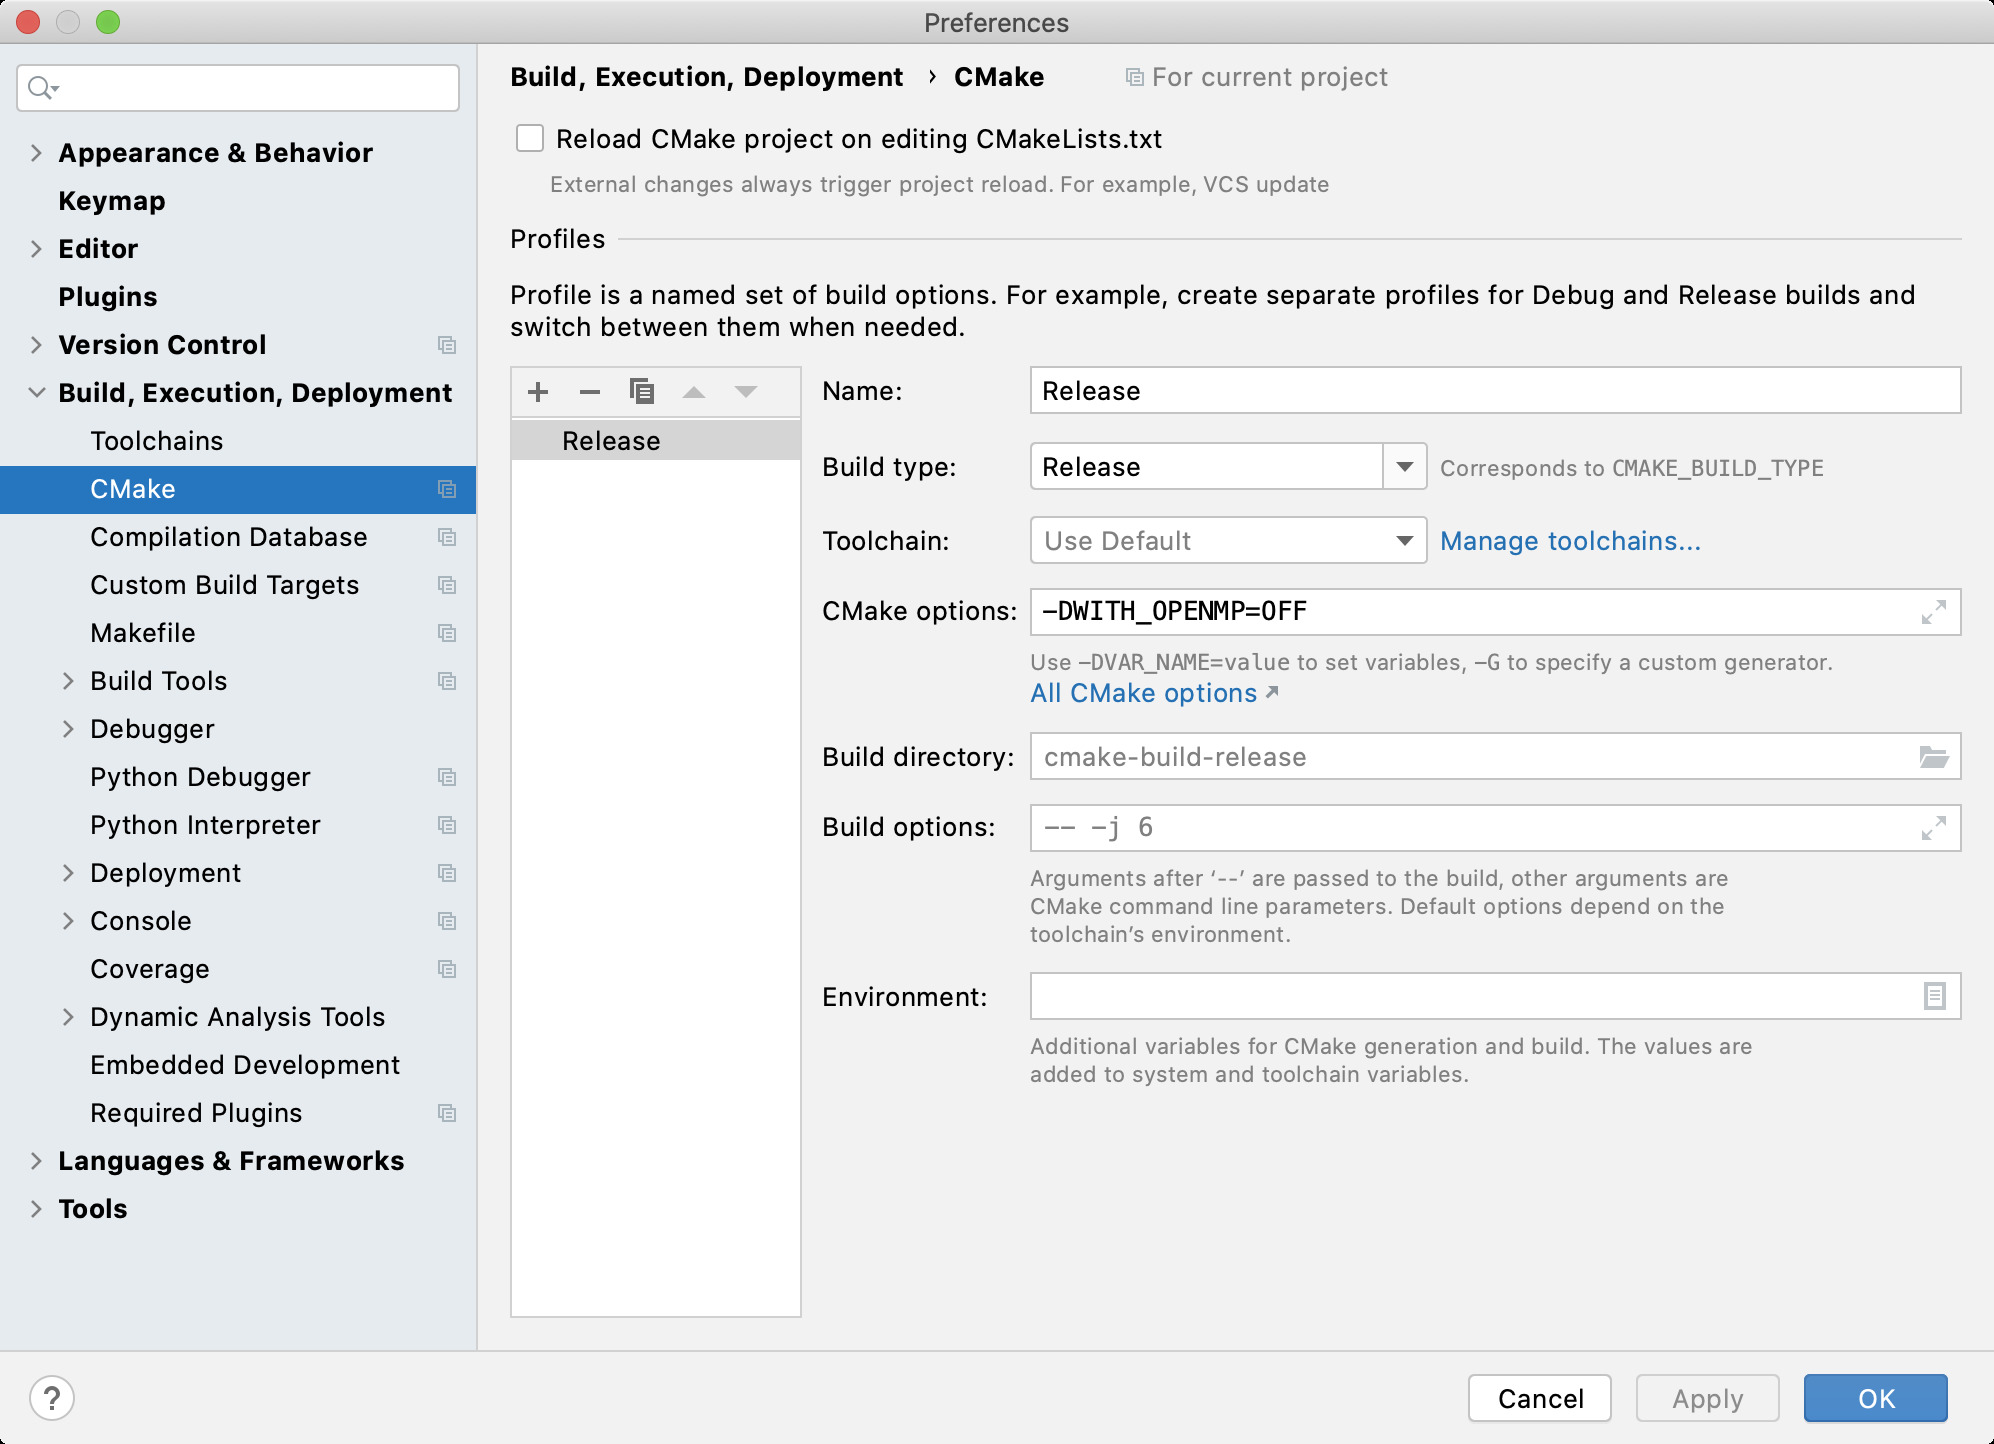 Preferences
Appearance & Behavior
Keymap
Editor
Plugins
Version Control
Build, Execution, Deployment
Toolchains
CMake
Compilation Database
Custom Build Targets
Makefile
Build Tools
Debugger
Python Debugger
Python Interpreter
Deployment
Console
Coverage
Dynamic Analysis Tools
Embedded Development
Required Plugins
Languages & Frameworks
Tools
Build, Execution, Deployment › CMake For current project
Reload CMake project on editing CMakeLists.txt
External changes always trigger project reload. For example, VCS update
Profiles
Profile is a named set of build options. For example, create separate profiles for Debug and Release builds and
switch between them when needed.
Release
Name: Release
Build type: Release Corresponds to CMAKE_BUILD_TYPE
Toolchain: Use Default Manage toolchains...
CMake options: -DWITH_OPENMP=OFF
Use -DVAR_NAME=value to set variables, -G to specify a custom generator.
All CMake options ↗
Build directory: cmake-build-release
Build options: -- -j 6
Arguments after ‘--’ are passed to the build, other arguments are
CMake command line parameters. Default options depend on the
toolchain’s environment.
Environment:
Additional variables for CMake generation and build. The values are
added to system and toolchain variables.
? Cancel Apply OK